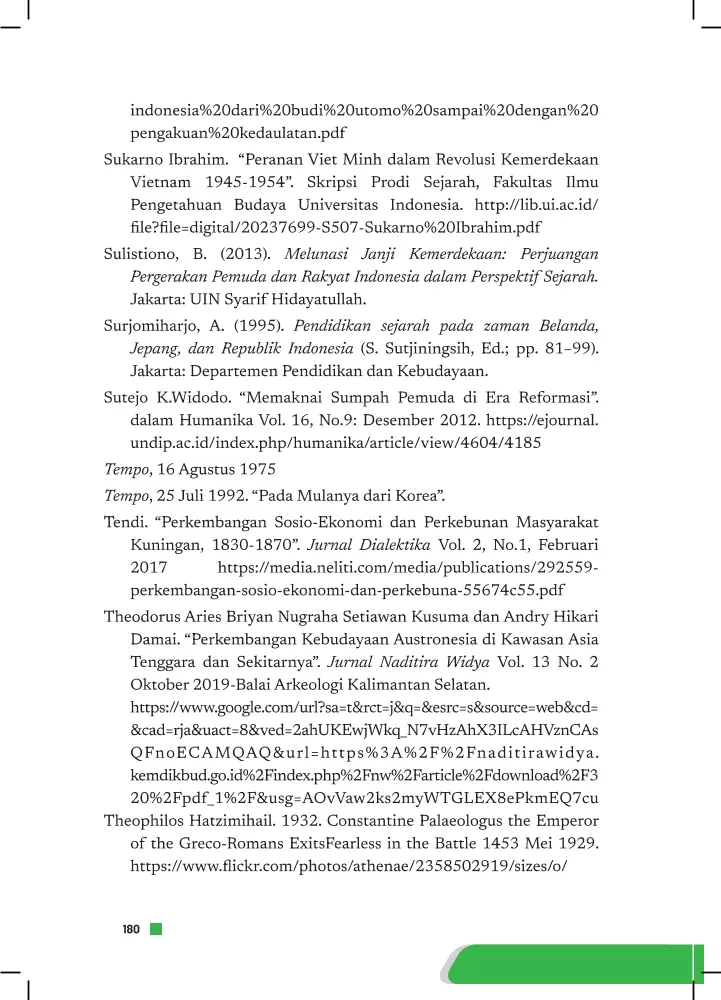 indonesia%20dari%20budi%20utomo%20sampai%20dengan%20
pengakuan%20kedaulatan.pdf
Sukarno Ibrahim. “Peranan Viet Minh dalam Revolusi Kemerdekaan
Vietnam 1945-1954”. Skripsi Prodi Sejarah, Fakultas Ilmu
Pengetahuan Budaya Universitas Indonesia. http://lib.ui.ac.id/
file?file=digital/20237699-S507-Sukarno%20Ibrahim.pdf
Sulistiono, B. (2013). Melunasi Janji Kemerdekaan: Perjuangan
Pergerakan Pemuda dan Rakyat Indonesia dalam Perspektif Sejarah.
Jakarta: UIN Syarif Hidayatullah.
Surjomiharjo, A. (1995). Pendidikan sejarah pada zaman Belanda,
Jepang, dan Republik Indonesia (S. Sutjiningsih, Ed.; pp. 81–99).
Jakarta: Departemen Pendidikan dan Kebudayaan.
Sutejo K.Widodo. “Memaknai Sumpah Pemuda di Era Reformasi”.
dalam Humanika Vol. 16, No.9: Desember 2012. https://ejournal.
undip.ac.id/index.php/humanika/article/view/4604/4185
Tempo, 16 Agustus 1975
Tempo, 25 Juli 1992. “Pada Mulanya dari Korea”.
Tendi. “Perkembangan Sosio-Ekonomi dan Perkebunan Masyarakat
Kuningan, 1830-1870”. Jurnal Dialektika Vol. 2, No.1, Februari
2017 https://media.neliti.com/media/publications/292559-
perkembangan-sosio-ekonomi-dan-perkebuna-55674c55.pdf
Theodorus Aries Briyan Nugraha Setiawan Kusuma dan Andry Hikari
Damai. “Perkembangan Kebudayaan Austronesia di Kawasan Asia
Tenggara dan Sekitarnya”. Jurnal Naditira Widya Vol. 13 No. 2
Oktober 2019-Balai Arkeologi Kalimantan Selatan.
https://www.google.com/url?sa=t&rct=j&q=&esrc=s&source=web&cd=
&cad=rja&uact=8&ved=2ahUKEwjWkq_N7vHzAhX3ILcAHVznCAs
QFnoECAMQAQ&url=https%3A%2F%2Fnaditirawidya.
kemdikbud.go.id%2Findex.php%2Fnw%2Farticle%2Fdownload%2F3
20%2Fpdf_1%2F&usg=AOvVaw2ks2myWTGLEX8ePkmEQ7cu
Theophilos Hatzimihail. 1932. Constantine Palaeologus the Emperor
of the Greco-Romans ExitsFearless in the Battle 1453 Mei 1929.
https://www.flickr.com/photos/athenae/2358502919/sizes/o/
180